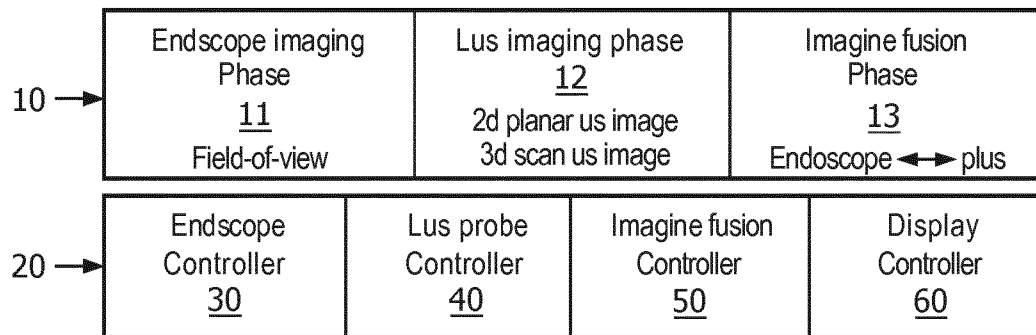 Endscope imaging
Phase
11
Field-of-view
Lus imaging phase
12
2d planar us image
3d scan us image
Imagine fusion
Phase
13
Endoscope ↔ plus
10
Endscope
Controller
30
Lus probe
Controller
40
Imagine fusion
Controller
50
Display
Controller
60
20